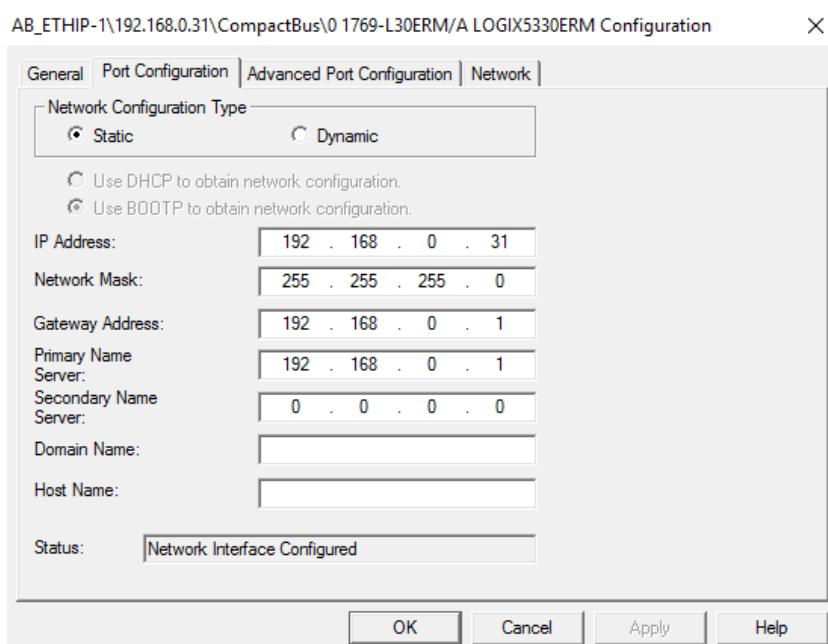 AB_ETHIP-1\192.168.0.31\CompactBus\0 1769-L30ERM/A LOGIX5330ERM Configuration
General Port Configuration Advanced Port Configuration Network
Network Configuration Type
Static Dynamic
Use DHCP to obtain network configuration.
Use BOOTP to obtain network configuration.
IP Address: 192 . 168 . 0 . 31
Network Mask: 255 . 255 . 255 . 0
Gateway Address: 192 . 168 . 0 . 1
Primary Name
Server: 192 . 168 . 0 . 1
Secondary Name
Server: 0 . 0 . 0 . 0
Domain Name:
Host Name:
Status: Network Interface Configured
OK Cancel Apply Help